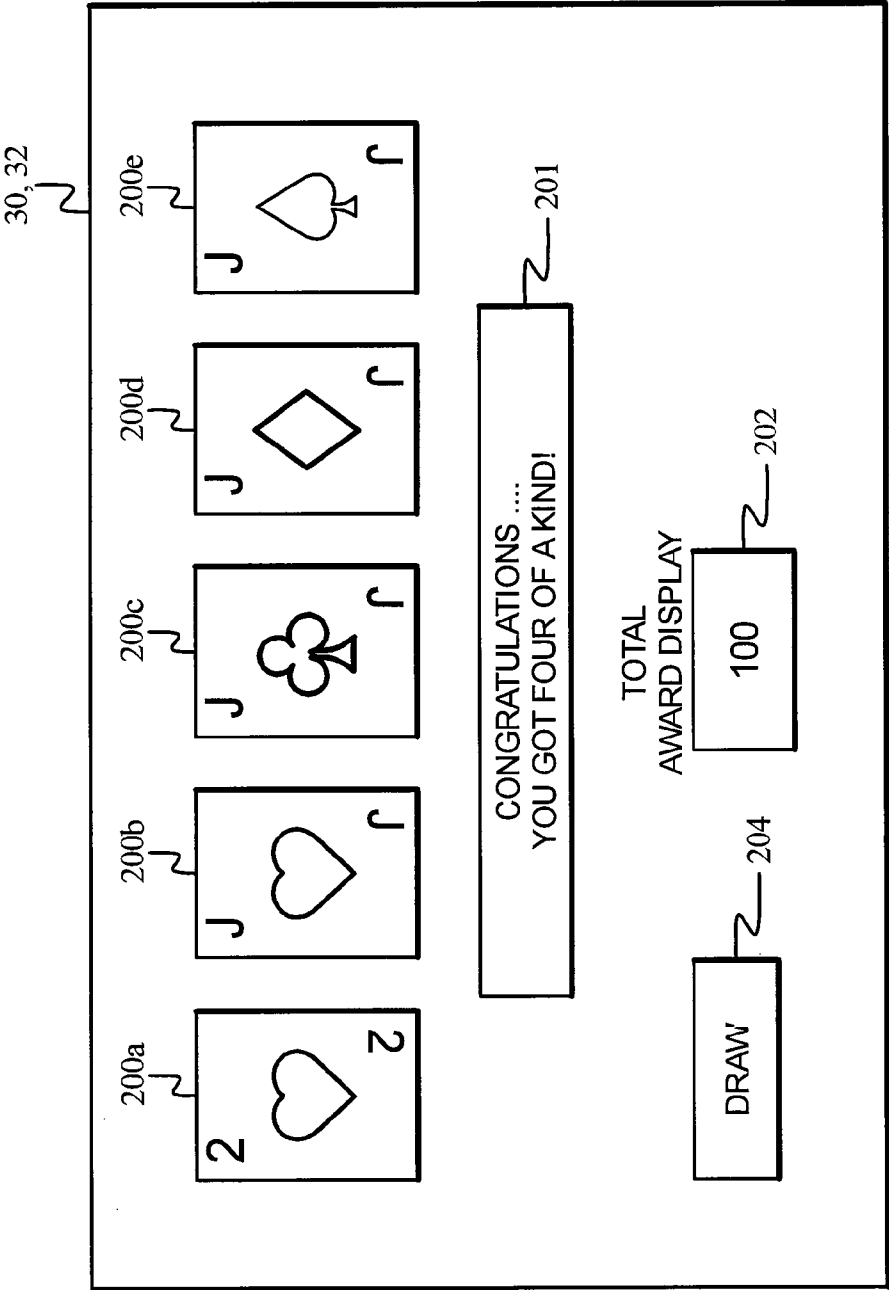 30, 32
200a
200b
200c
200d
200e
2
2
J
J
J
J
J
J
J
J
201
CONGRATULATIONS ....
YOU GOT FOUR OF A KIND!
TOTAL
AWARD DISPLAY
204
DRAW
100
202